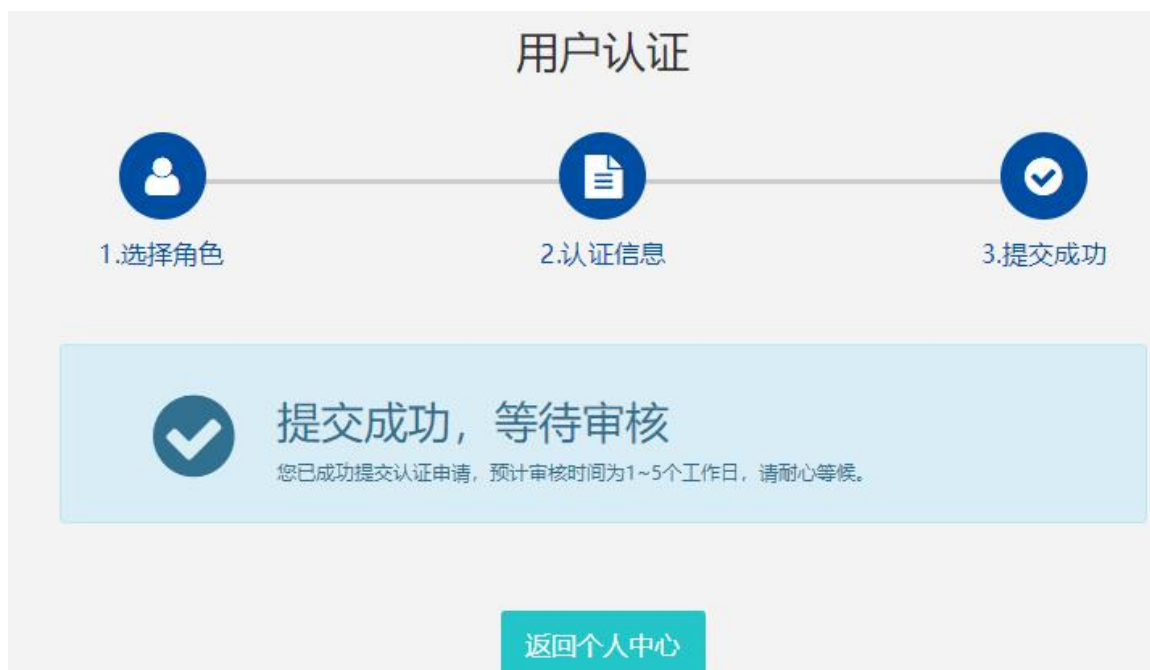 用户认证
1.选择角色
2.认证信息
3.提交成功
提交成功，等待审核
您已成功提交认证申请，预计审核时间为1~5个工作日，请耐心等候。
返回个人中心